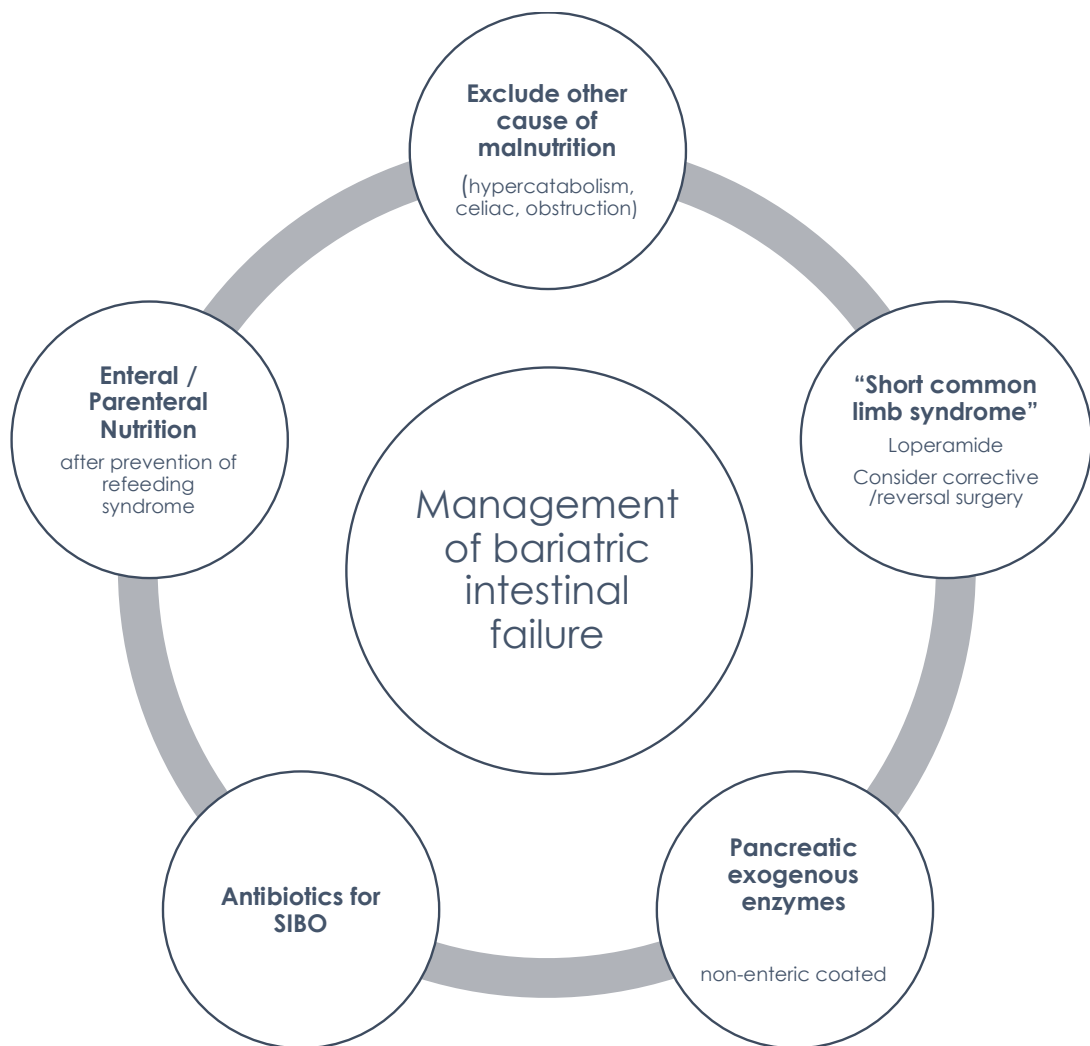 Exclude other
cause of
malnutrition
(hypercatabolism,
celiac, obstruction)
Enteral /
Parenteral
Nutrition
after prevention of
refeeding
syndrome
“Short common
limb syndrome”
Loperamide
Consider corrective
/reversal surgery
Management
of bariatric
intestinal
failure
Antibiotics for
SIBO
Pancreatic
exogenous
enzymes
non-enteric coated